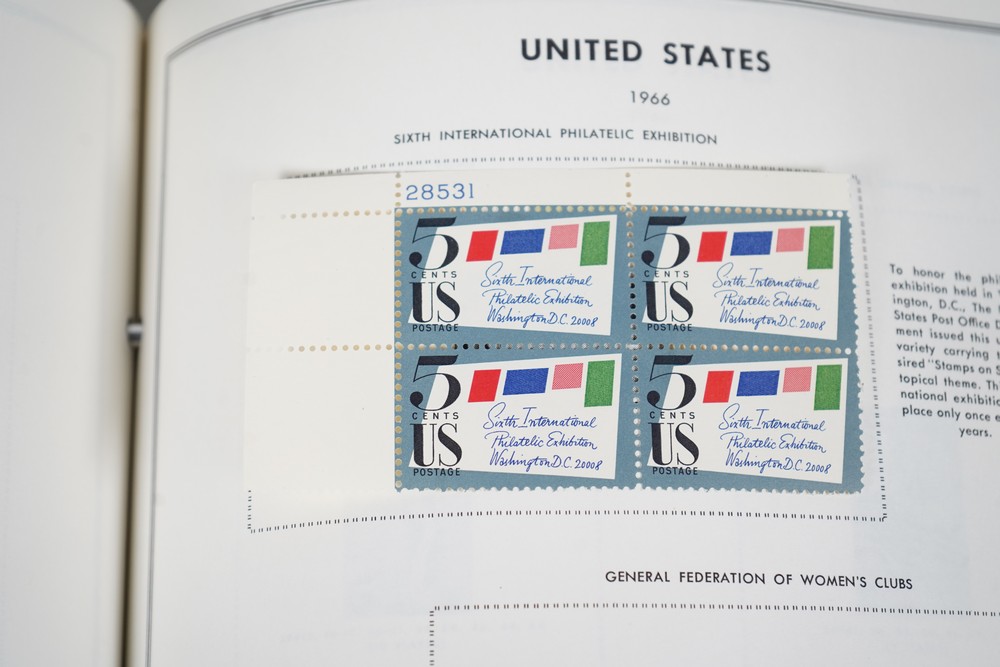 UNITED STATES
1966
SIXTH INTERNATIONAL PHILATELIC EXHIBITION
28531
5
CENTS
US
POSTAGE
Sixth International
Philatelic Exhibition
Washington D.C. 20008
5
CENTS
US
POSTAGE
Sixth International
Philatelic Exhibition
Washington D.C. 20008
5
CENTS
US
POSTAGE
Sixth International
Philatelic Exhibition
Washington D.C. 20008
5
CENTS
US
POSTAGE
Sixth International
Philatelic Exhibition
Washington D.C. 20008
To honor the phil
exhibition held in
ington, D.C., The
States Post Office
ment issued this
variety carrying
sired "Stamps on S
topical theme. Th
national exhibitio
place only once e
years.
GENERAL FEDERATION OF WOMEN'S CLUBS